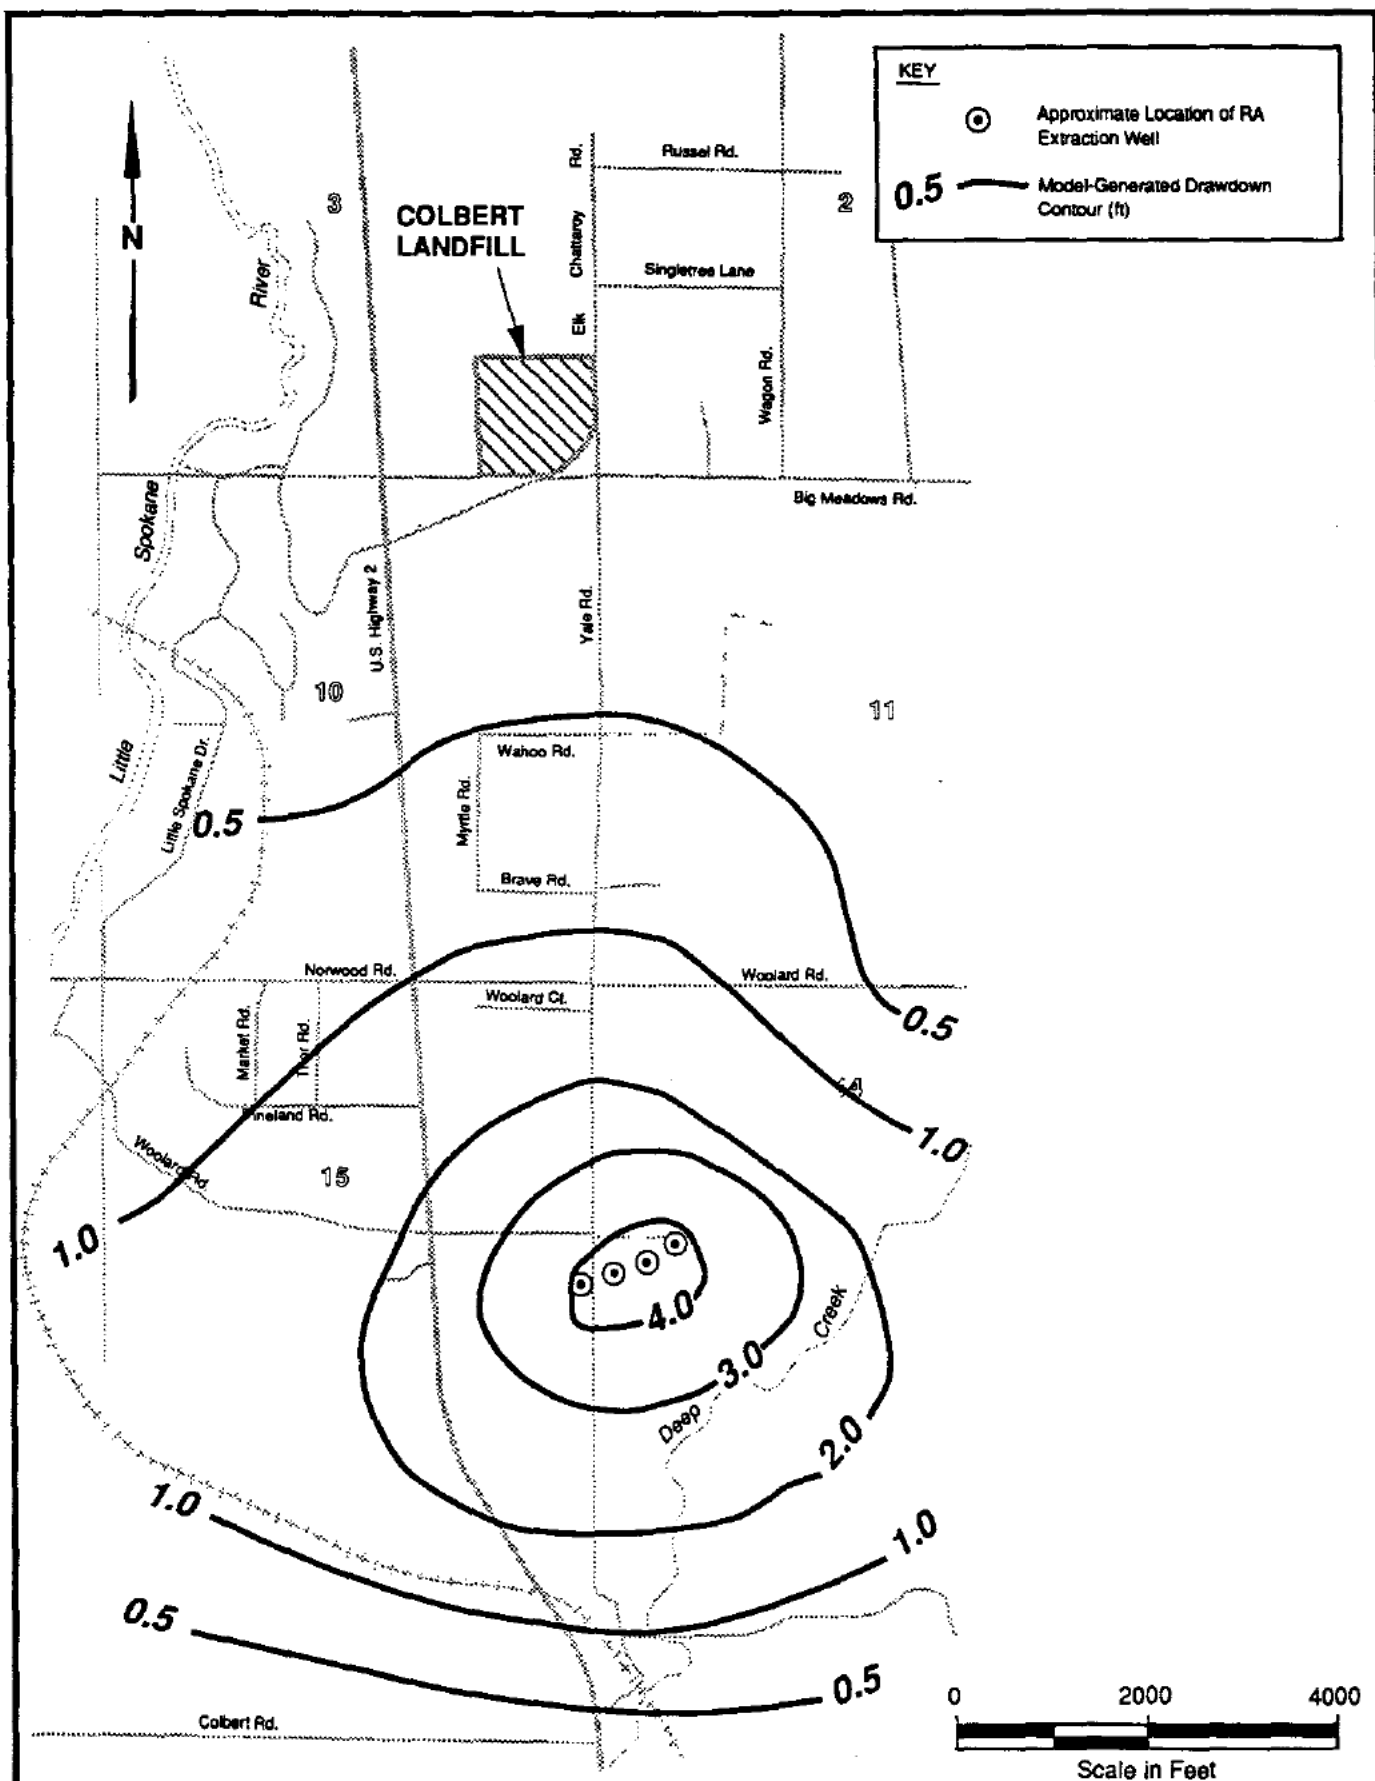 KEY
Approximate Location of RA
Extraction Well
0.5
Model-Generated Drawdown
Contour (ft)
N
3
2
COLBERT
LANDFILL
Elk Chattaroy Rd.
Russel Rd.
Singletree Lane
Wagon Rd.
Big Meadows Rd.
Little Spokane River
U.S. Highway 2
Yale Rd.
10
11
Wahoo Rd.
Myrtle Rd.
Brave Rd.
Little Spokane Dr.
0.5
Norwood Rd.
Woolard Rd.
Woolard Ct.
0.5
Market Rd.
Thor Rd.
Pineland Rd.
14
1.0
Woolard Rd.
15
1.0
4.0
3.0
Deep Creek
2.0
1.0
1.0
0.5
0.5
Colbert Rd.
0 2000 4000
Scale in Feet